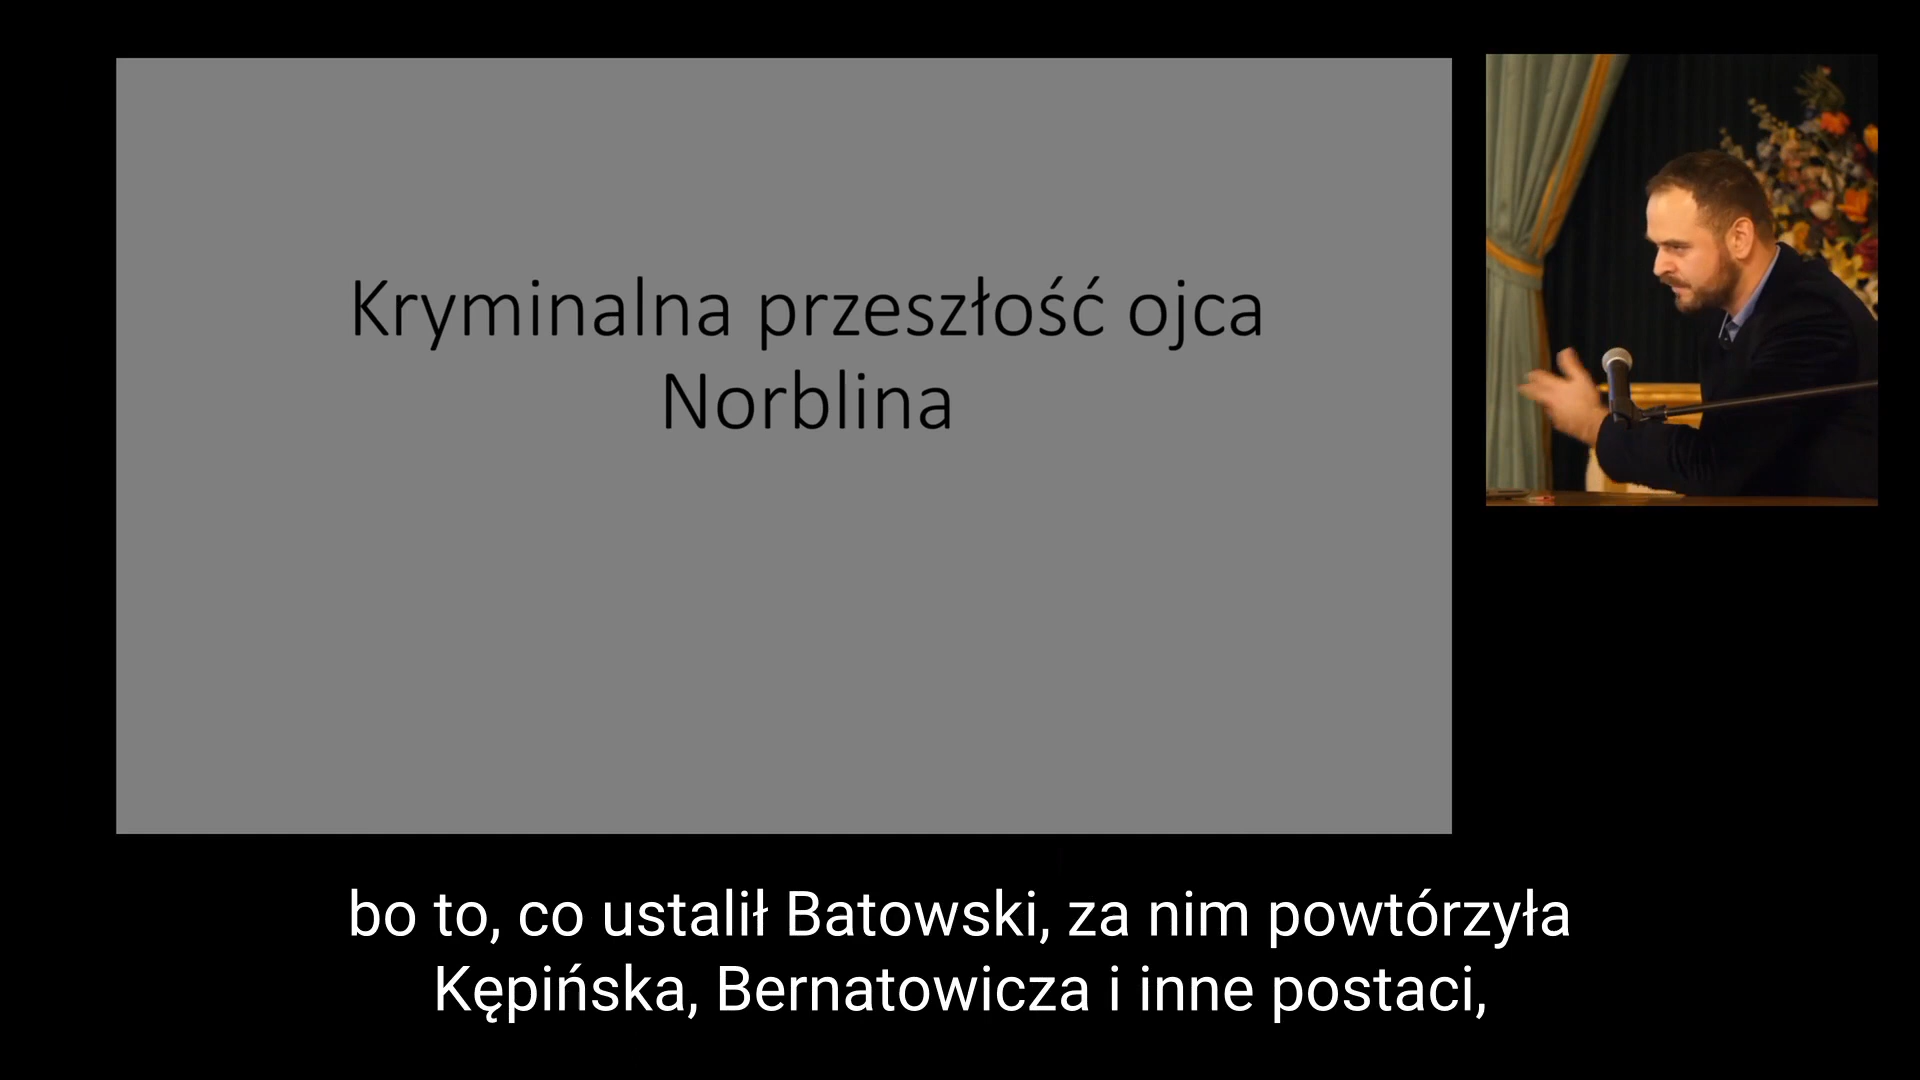 Kryminalna przeszłość ojca
Norblina
bo to, co ustalił Batowski, za nim powtórzyła
Kępińska, Bernatowicza i inne postaci,